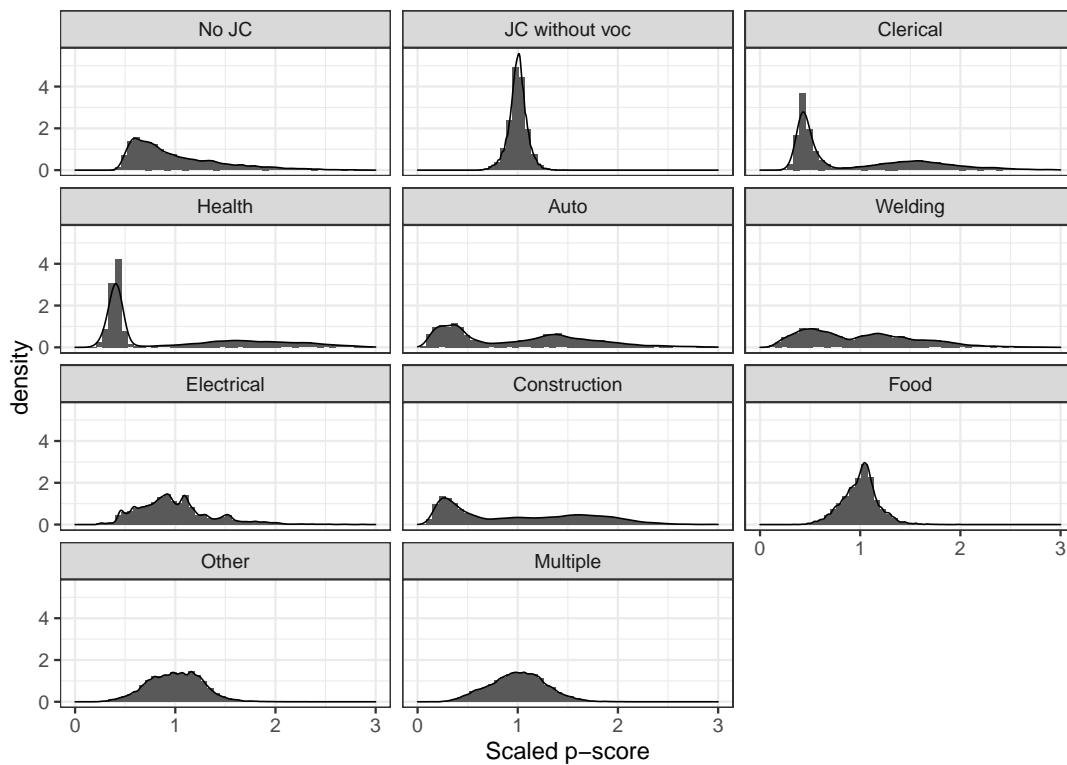 No JC
JC without voc
Clerical
4
2
0
Health
Auto
Welding
4
2
0
Electrical
Construction
Food
4
2
0
0
1
2
3
Other
Multiple
4
2
0
0
1
2
3
0
1
2
3
density
Scaled p−score